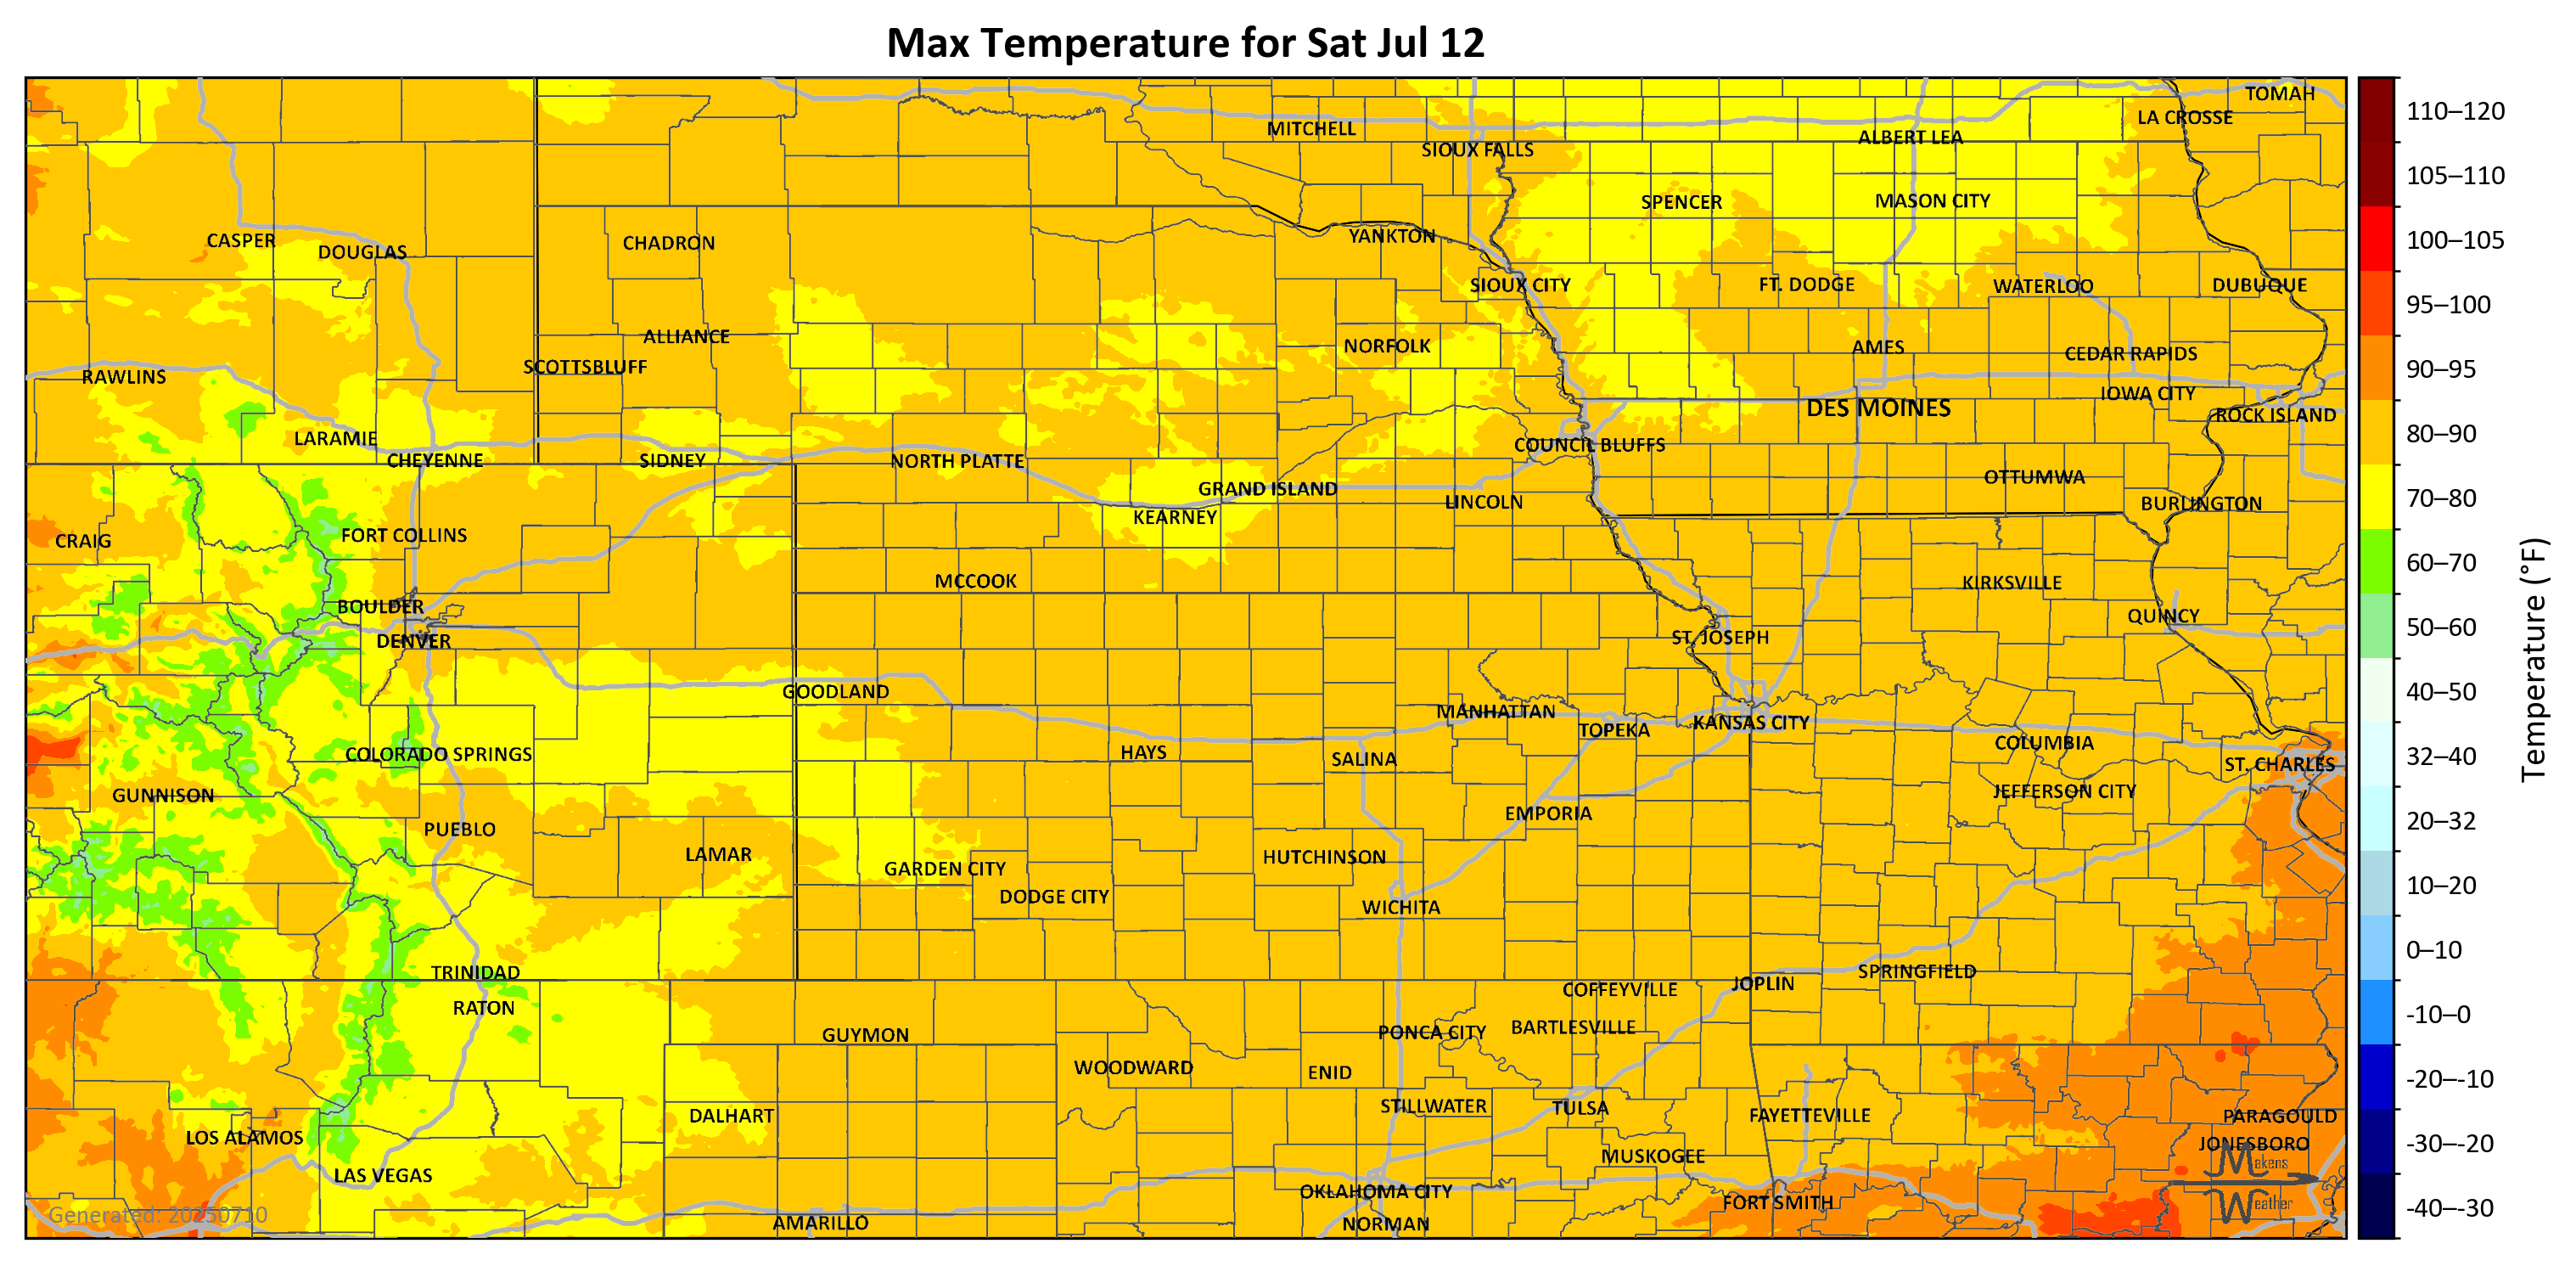 Max Temperature for Sat Jul 12
TOMAH
LA CROSSE
MITCHELL
ALBERT LEA
SIOUX FALLS
SPENCER
MASON CITY
YANKTON
CASPER
CHADRON
DOUGLAS
SIOUX CITY
FT. DODGE
WATERLOO
DUBUQUE
ALLIANCE
NORFOLK
AMES
CEDAR RAPIDS
SCOTTSBLUFF
RAWLINS
IOWA CITY
DES MOINES
ROCK ISLAND
LARAMIE
COUNCIL BLUFFS
CHEYENNE
SIDNEY
NORTH PLATTE
OTTUMWA
GRAND ISLAND
LINCOLN
BURLINGTON
KEARNEY
FORT COLLINS
CRAIG
MCCOOK
KIRKSVILLE
BOULDER
QUINCY
DENVER
ST. JOSEPH
GOODLAND
MANHATTAN
KANSAS CITY
TOPEKA
COLUMBIA
COLORADO SPRINGS
HAYS
SALINA
ST. CHARLES
GUNNISON
JEFFERSON CITY
EMPORIA
PUEBLO
LAMAR
HUTCHINSON
GARDEN CITY
DODGE CITY
WICHITA
TRINIDAD
SPRINGFIELD
JOPLIN
COFFEYVILLE
RATON
BARTLESVILLE
PONCA CITY
GUYMON
WOODWARD
ENID
STILLWATER
TULSA
DALHART
FAYETTEVILLE
PARAGOULD
LOS ALAMOS
JONESBORO
MUSKOGEE
Makens
LAS VEGAS
OKLAHOMA CITY
FORT SMITH
Weather
Generated: 20250710
AMARILLO
NORMAN
110–120
105–110
100–105
95–100
90–95
80–90
70–80
60–70
50–60
40–50
32–40
20–32
10–20
0–10
-10–0
-20–-10
-30–-20
-40–-30
Temperature (°F)